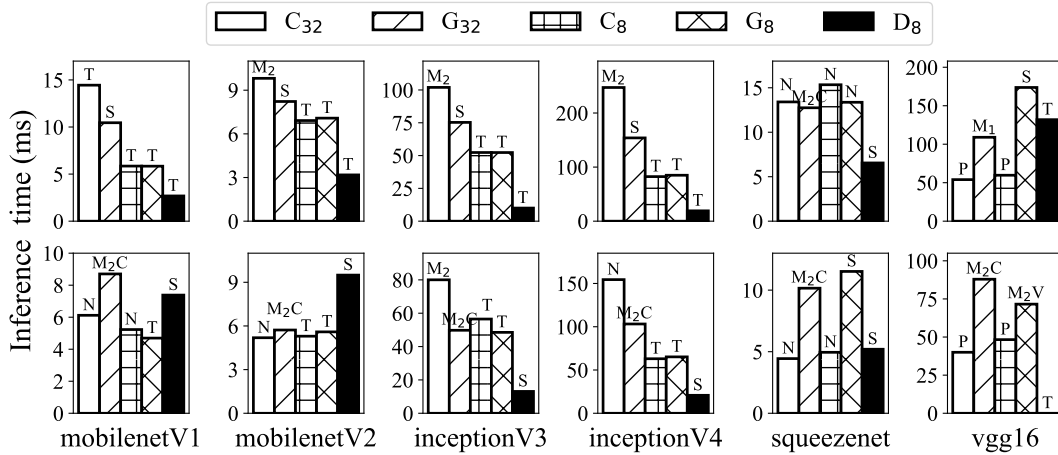 C₃₂ G₃₂ C₈ G₈ D₈
Inference time (ms)
15
10
5
0
T S T T T
9
6
3
0
M₂ S T T T
100
75
50
25
0
M₂ S T T T
200
100
0
M₂ S T T T
15
10
5
0
N M₂C N N S
200
150
100
50
0
P M₁ P S T
10
8
6
4
2
0
N M₂C N T S
mobilenetV1
9
6
3
0
N M₂C T T S
mobilenetV2
80
60
40
20
0
M₂ M₂C T T S
inceptionV3
150
100
50
0
N M₂C T T S
inceptionV4
10
5
0
N M₂C N S S
squeezenet
100
75
50
25
0
P M₂C P M₂V T
vgg16